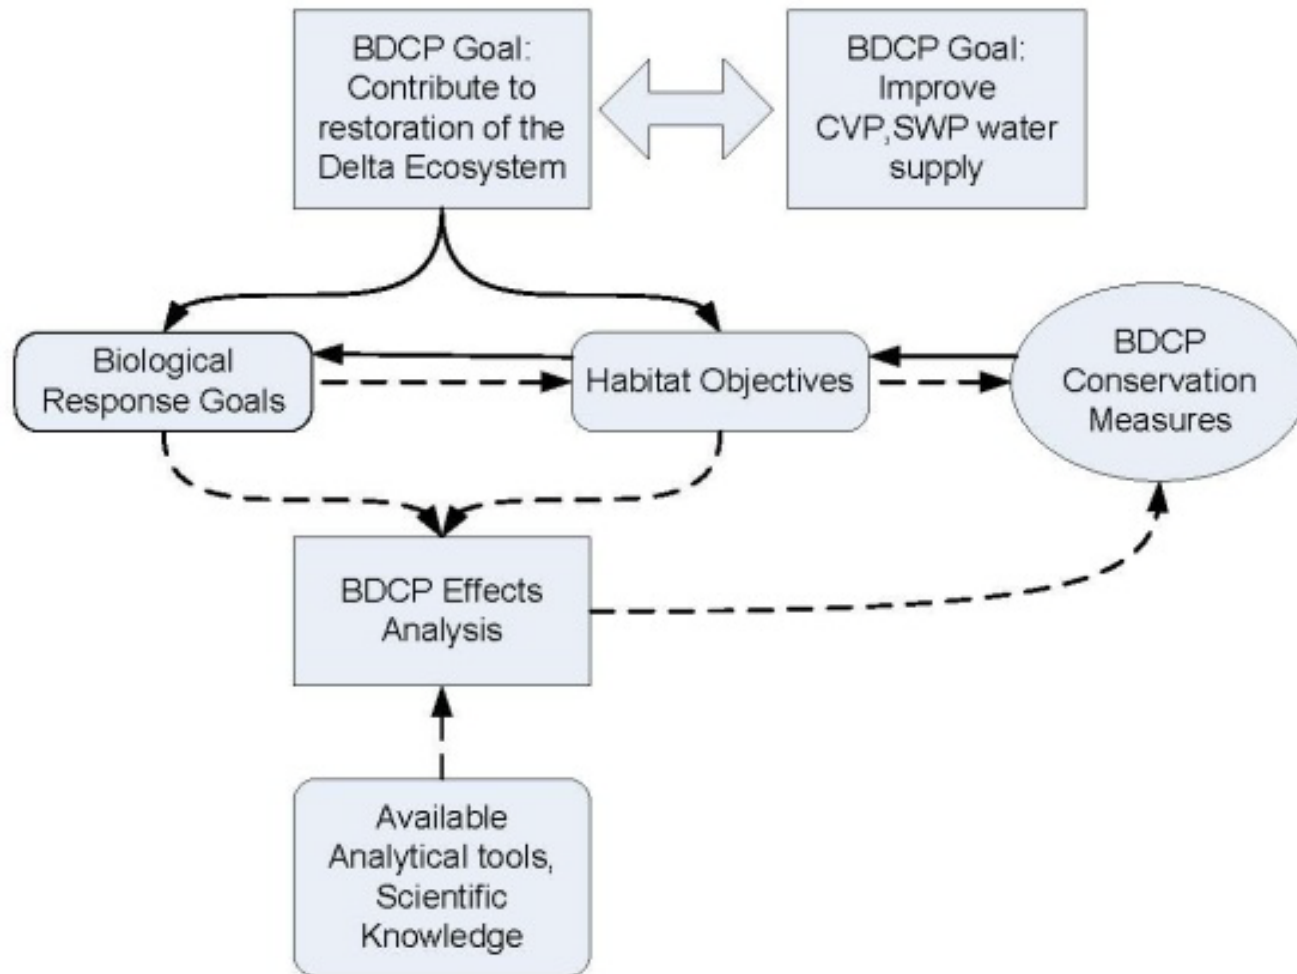 BDCP Goal:
Contribute to
restoration of the
Delta Ecosystem
BDCP Goal:
Improve
CVP,SWP water
supply
Biological
Response Goals
Habitat Objectives
BDCP
Conservation
Measures
BDCP Effects
Analysis
Available
Analytical tools,
Scientific
Knowledge